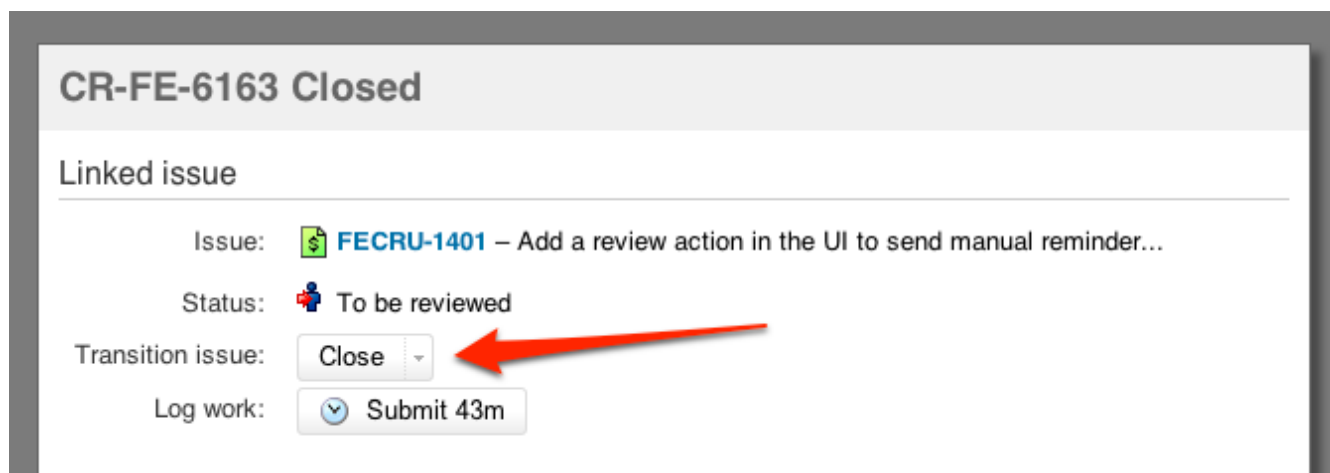 CR-FE-6163 Closed
Linked issue
Issue: $ FECRU-1401 – Add a review action in the UI to send manual reminder...
Status: To be reviewed
Transition issue: Close
Log work: Submit 43m